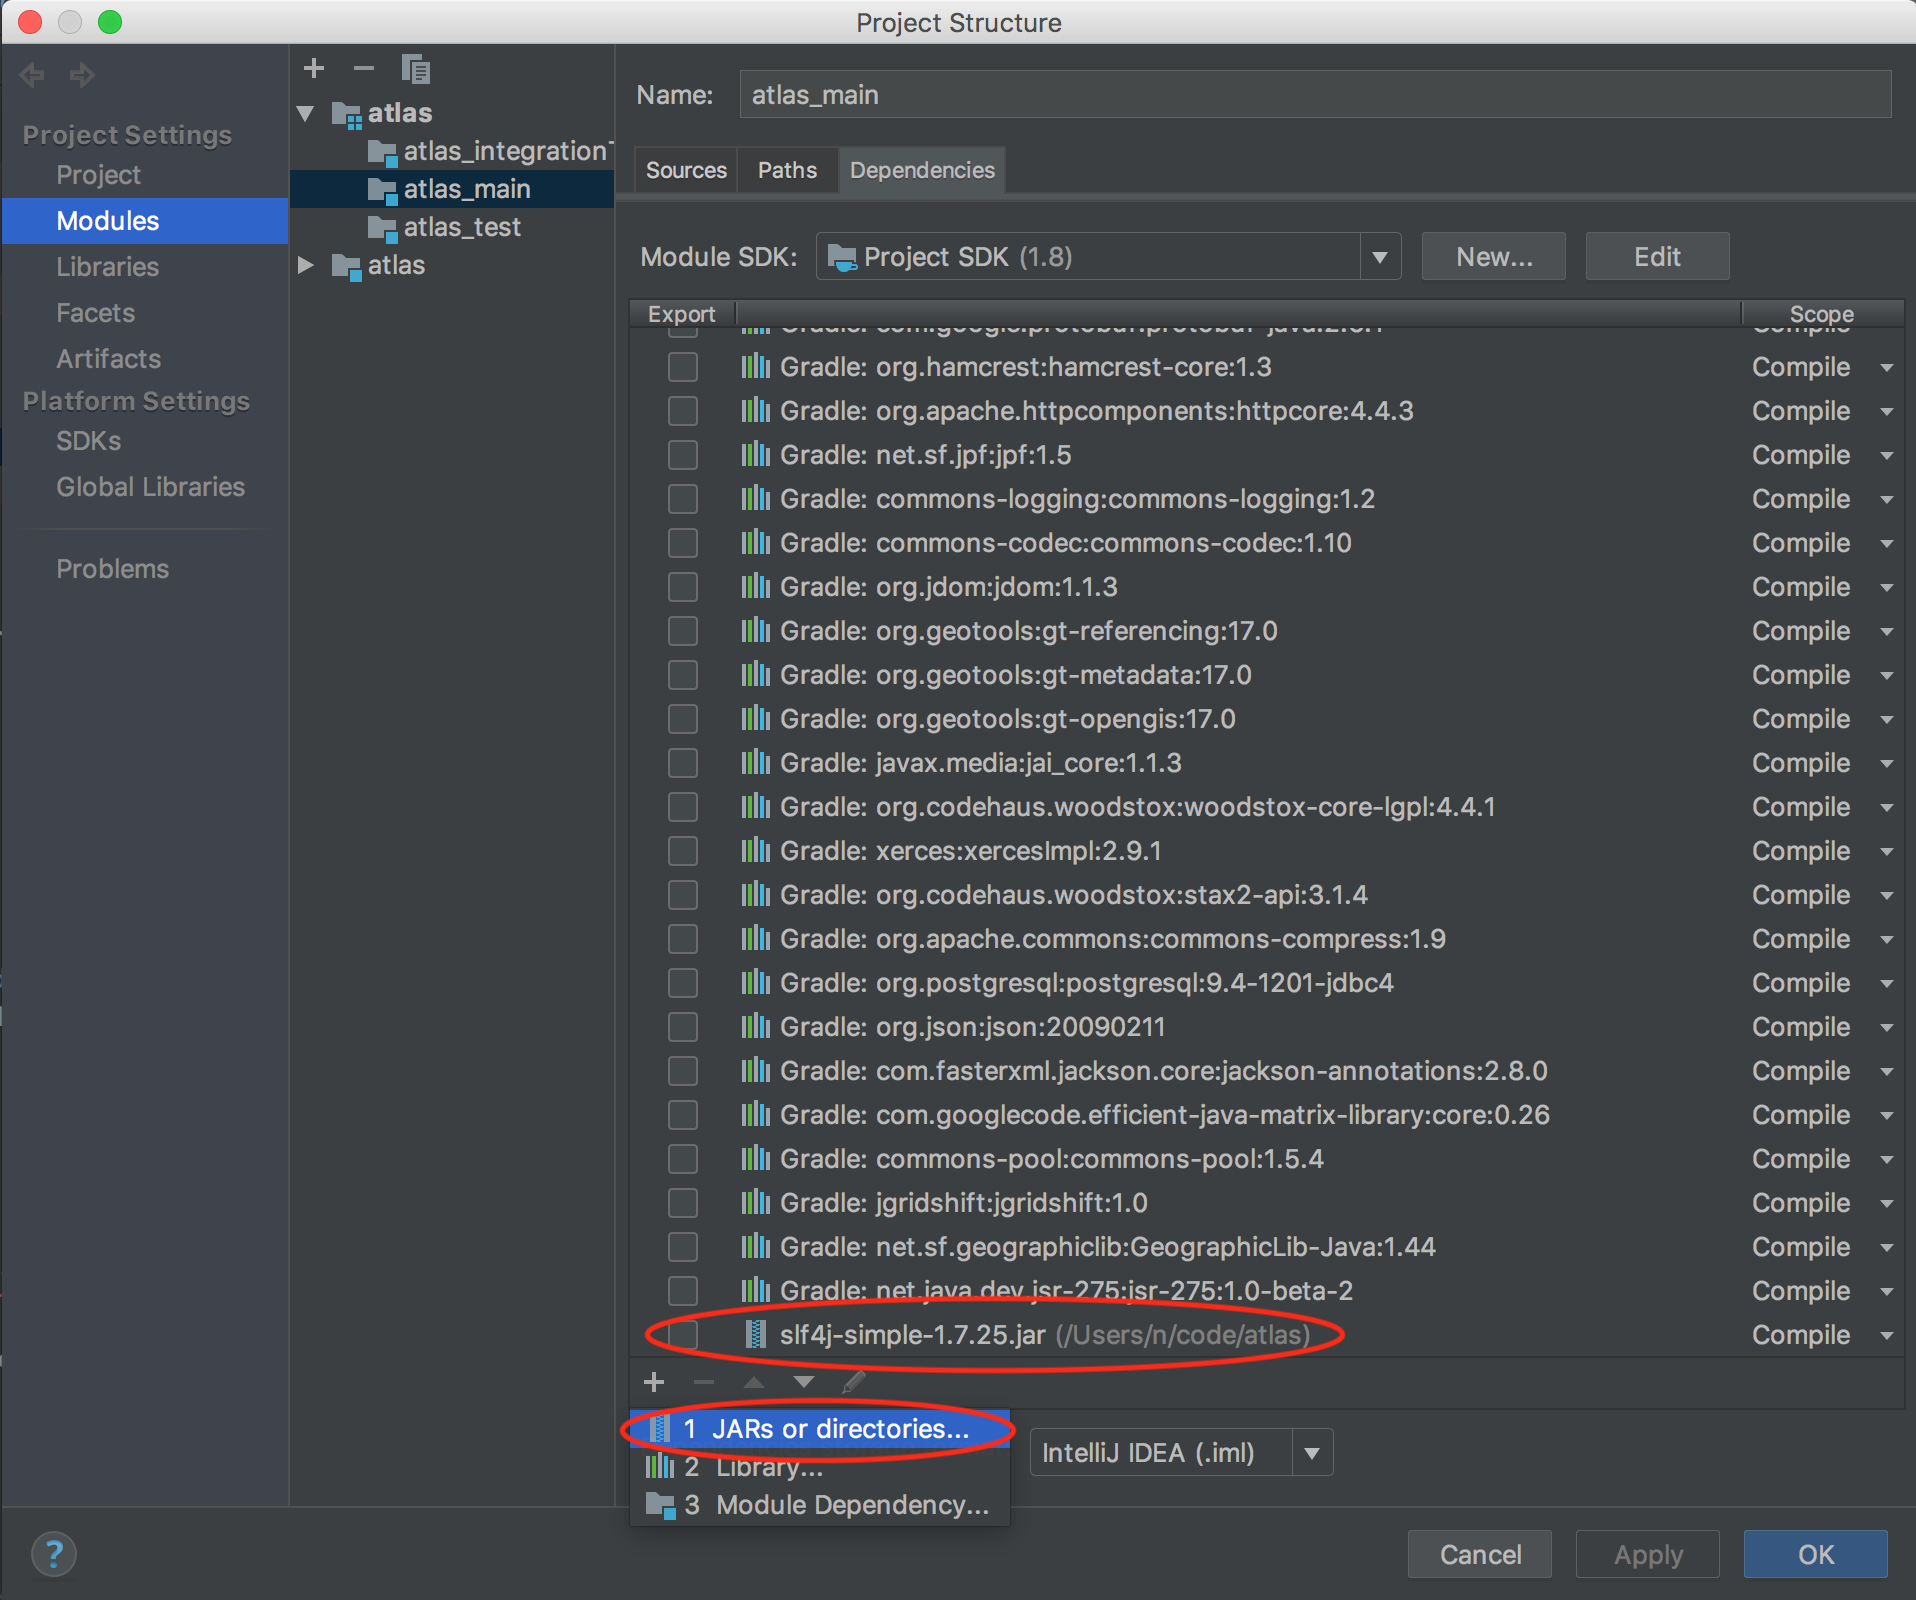 Project Structure
Project Settings
Project
Modules
Libraries
Facets
Artifacts
Platform Settings
SDKs
Global Libraries
Problems
atlas
atlas_integrationT
atlas_main
atlas_test
atlas
Name: atlas_main
Sources Paths Dependencies
Module SDK: Project SDK (1.8) New... Edit
Export Scope
Gradle: com.google.protobuf:protobuf-java:2.6.1 Compile
Gradle: org.hamcrest:hamcrest-core:1.3 Compile
Gradle: org.apache.httpcomponents:httpcore:4.4.3 Compile
Gradle: net.sf.jpf:jpf:1.5 Compile
Gradle: commons-logging:commons-logging:1.2 Compile
Gradle: commons-codec:commons-codec:1.10 Compile
Gradle: org.jdom:jdom:1.1.3 Compile
Gradle: org.geotools:gt-referencing:17.0 Compile
Gradle: org.geotools:gt-metadata:17.0 Compile
Gradle: org.geotools:gt-opengis:17.0 Compile
Gradle: javax.media:jai_core:1.1.3 Compile
Gradle: org.codehaus.woodstox:woodstox-core-lgpl:4.4.1 Compile
Gradle: xerces:xercesImpl:2.9.1 Compile
Gradle: org.codehaus.woodstox:stax2-api:3.1.4 Compile
Gradle: org.apache.commons:commons-compress:1.9 Compile
Gradle: org.postgresql:postgresql:9.4-1201-jdbc4 Compile
Gradle: org.json:json:20090211 Compile
Gradle: com.fasterxml.jackson.core:jackson-annotations:2.8.0 Compile
Gradle: com.googlecode.efficient-java-matrix-library:core:0.26 Compile
Gradle: commons-pool:commons-pool:1.5.4 Compile
Gradle: jgridshift:jgridshift:1.0 Compile
Gradle: net.sf.geographiclib:GeographicLib-Java:1.44 Compile
Gradle: net.java.dev.jsr-275:jsr-275:1.0-beta-2 Compile
slf4j-simple-1.7.25.jar (/Users/n/code/atlas) Compile
1 JARs or directories...
2 Library...
3 Module Dependency...
IntelliJ IDEA (.iml)
? Cancel Apply OK